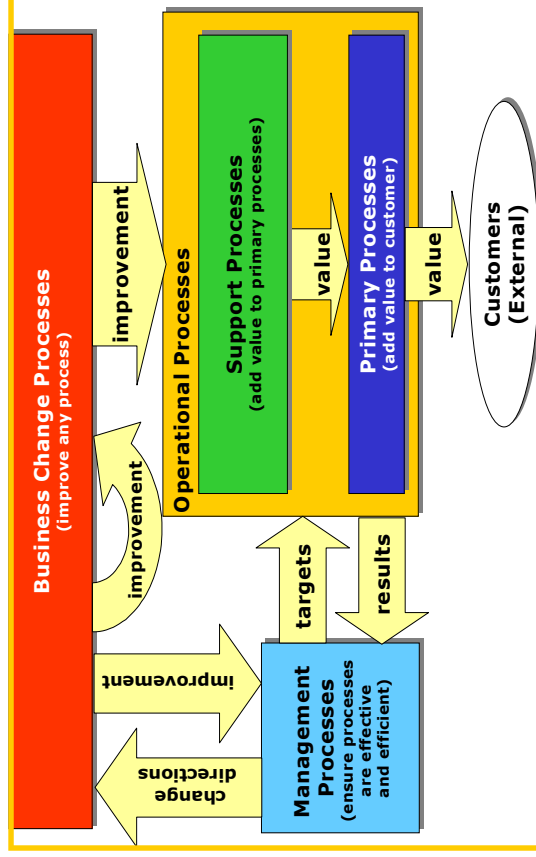 Business Change Processes
(improve any process)
change
directions
improvement
improvement
improvement
Management
Processes
(ensure processes
are effective
and efficient)
targets
results
Operational Processes
Support Processes
(add value to primary processes)
value
Primary Processes
(add value to customer)
value
Customers
(External)